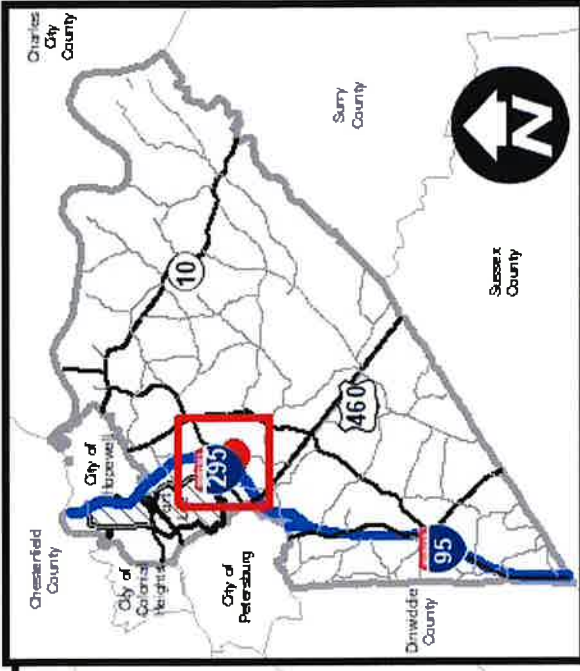 Charles
City
County
Chesterfield
County
City of
Hopewell
City of
Colonial
Heights
10
Surry
County
N
295
City of
Petersburg
460
Sussex
County
Dinwiddie
County
95